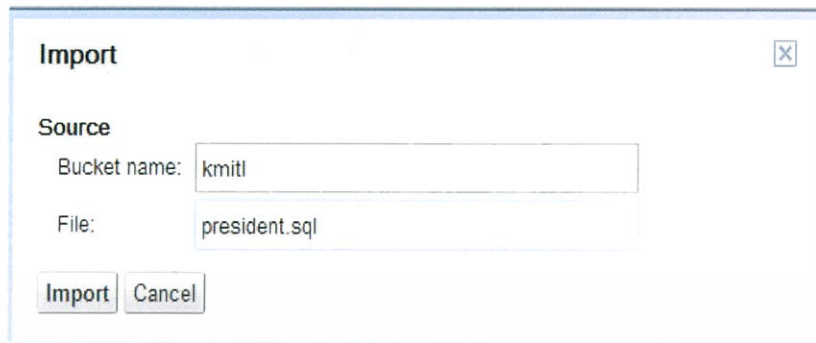 Import
Source
Bucket name: kmitl
File: president.sql
Import Cancel